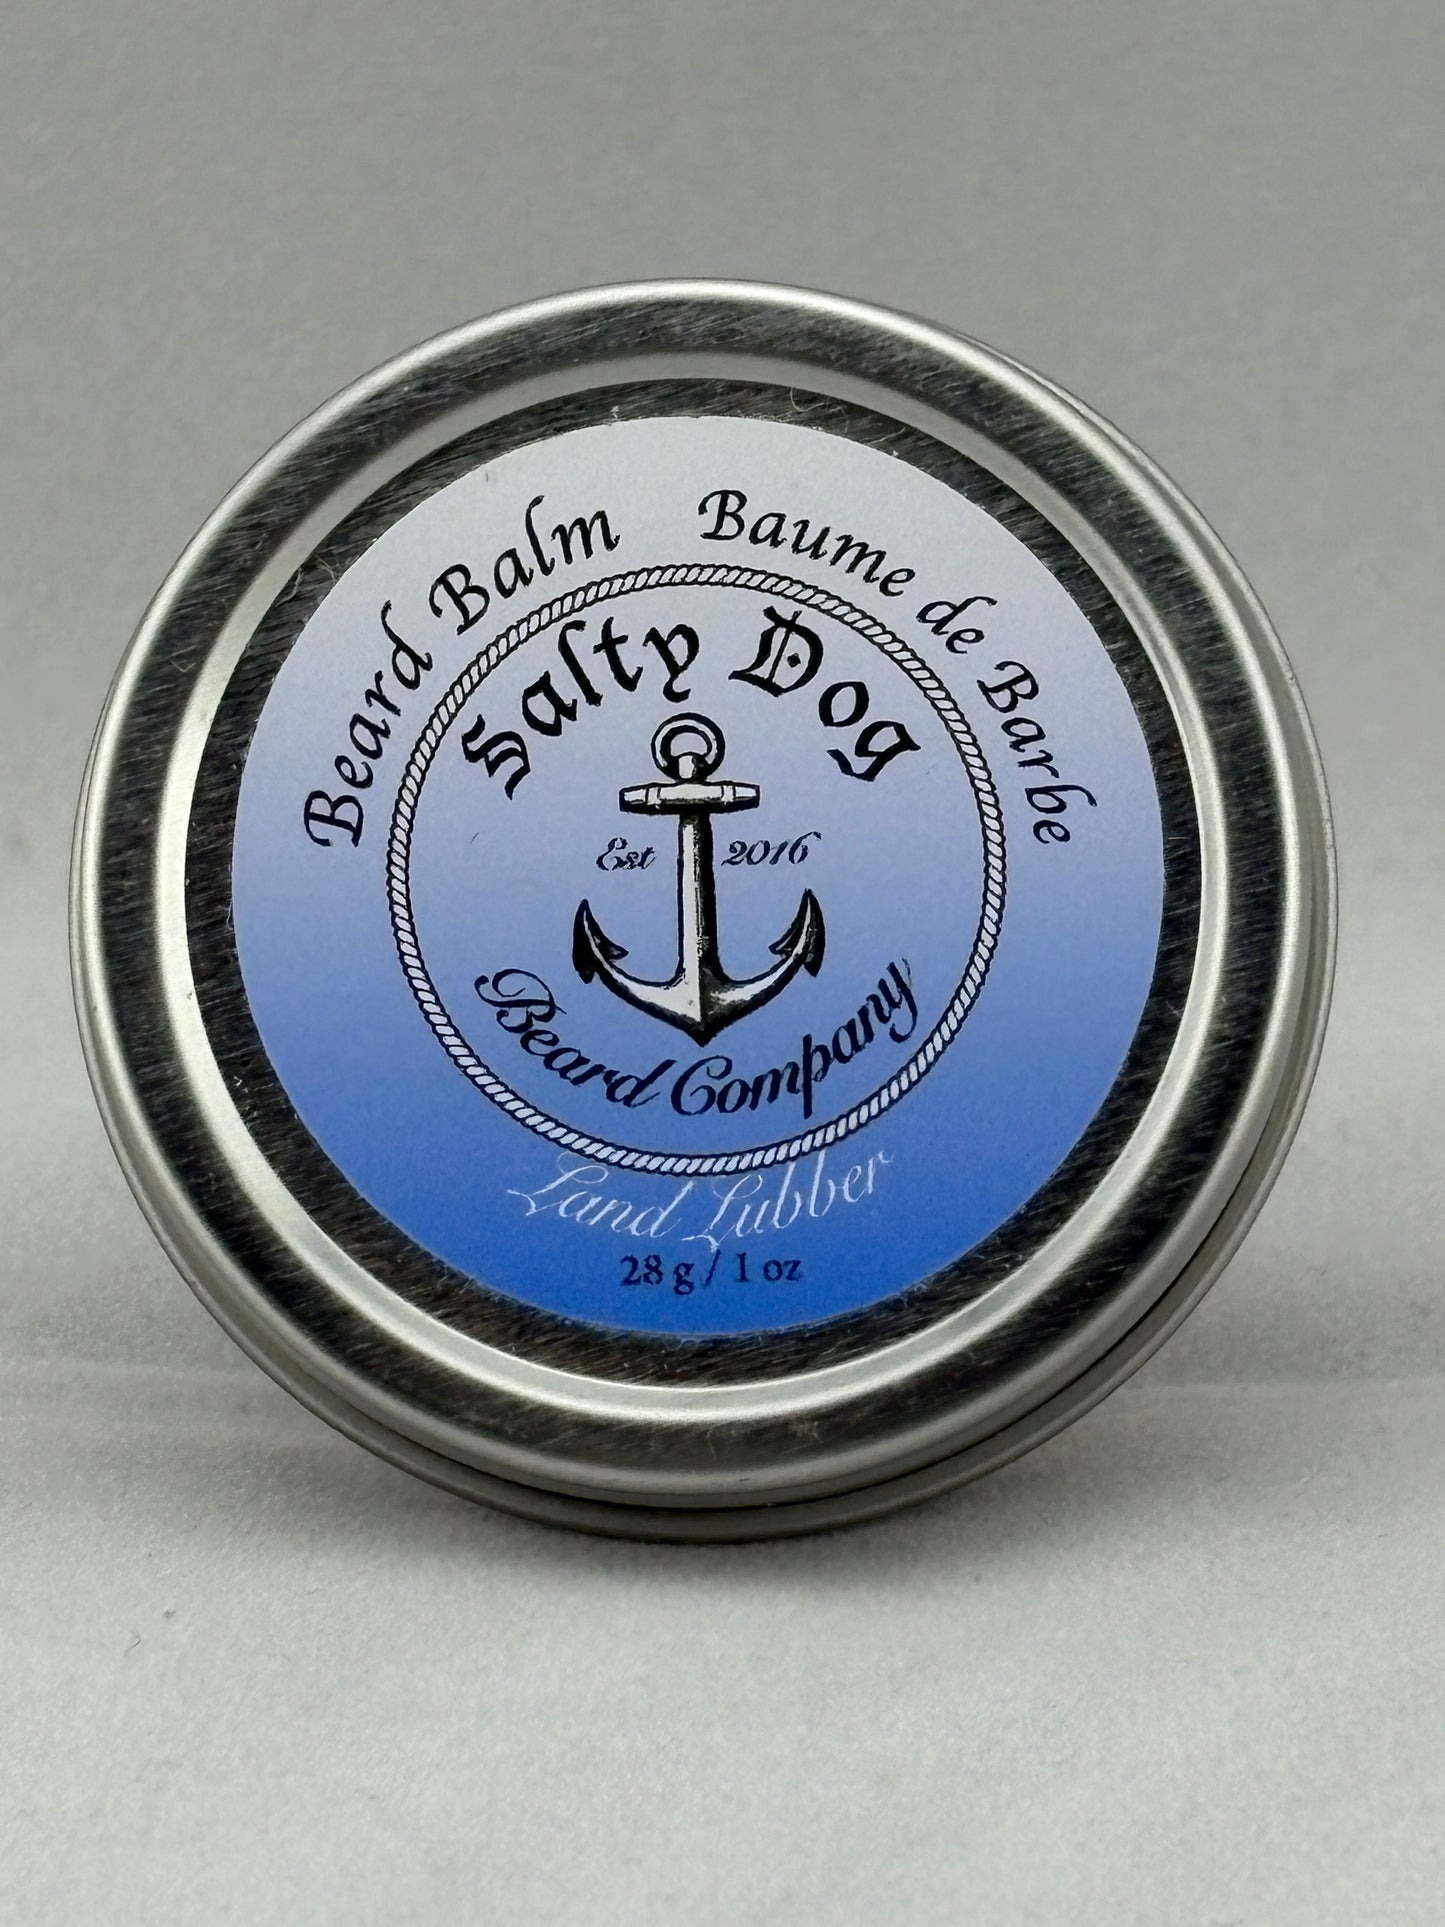 Beard Balm Baume de Barbe
Salty Dog
Est 2016
Beard Company
Land Lubber
28 g / 1 oz